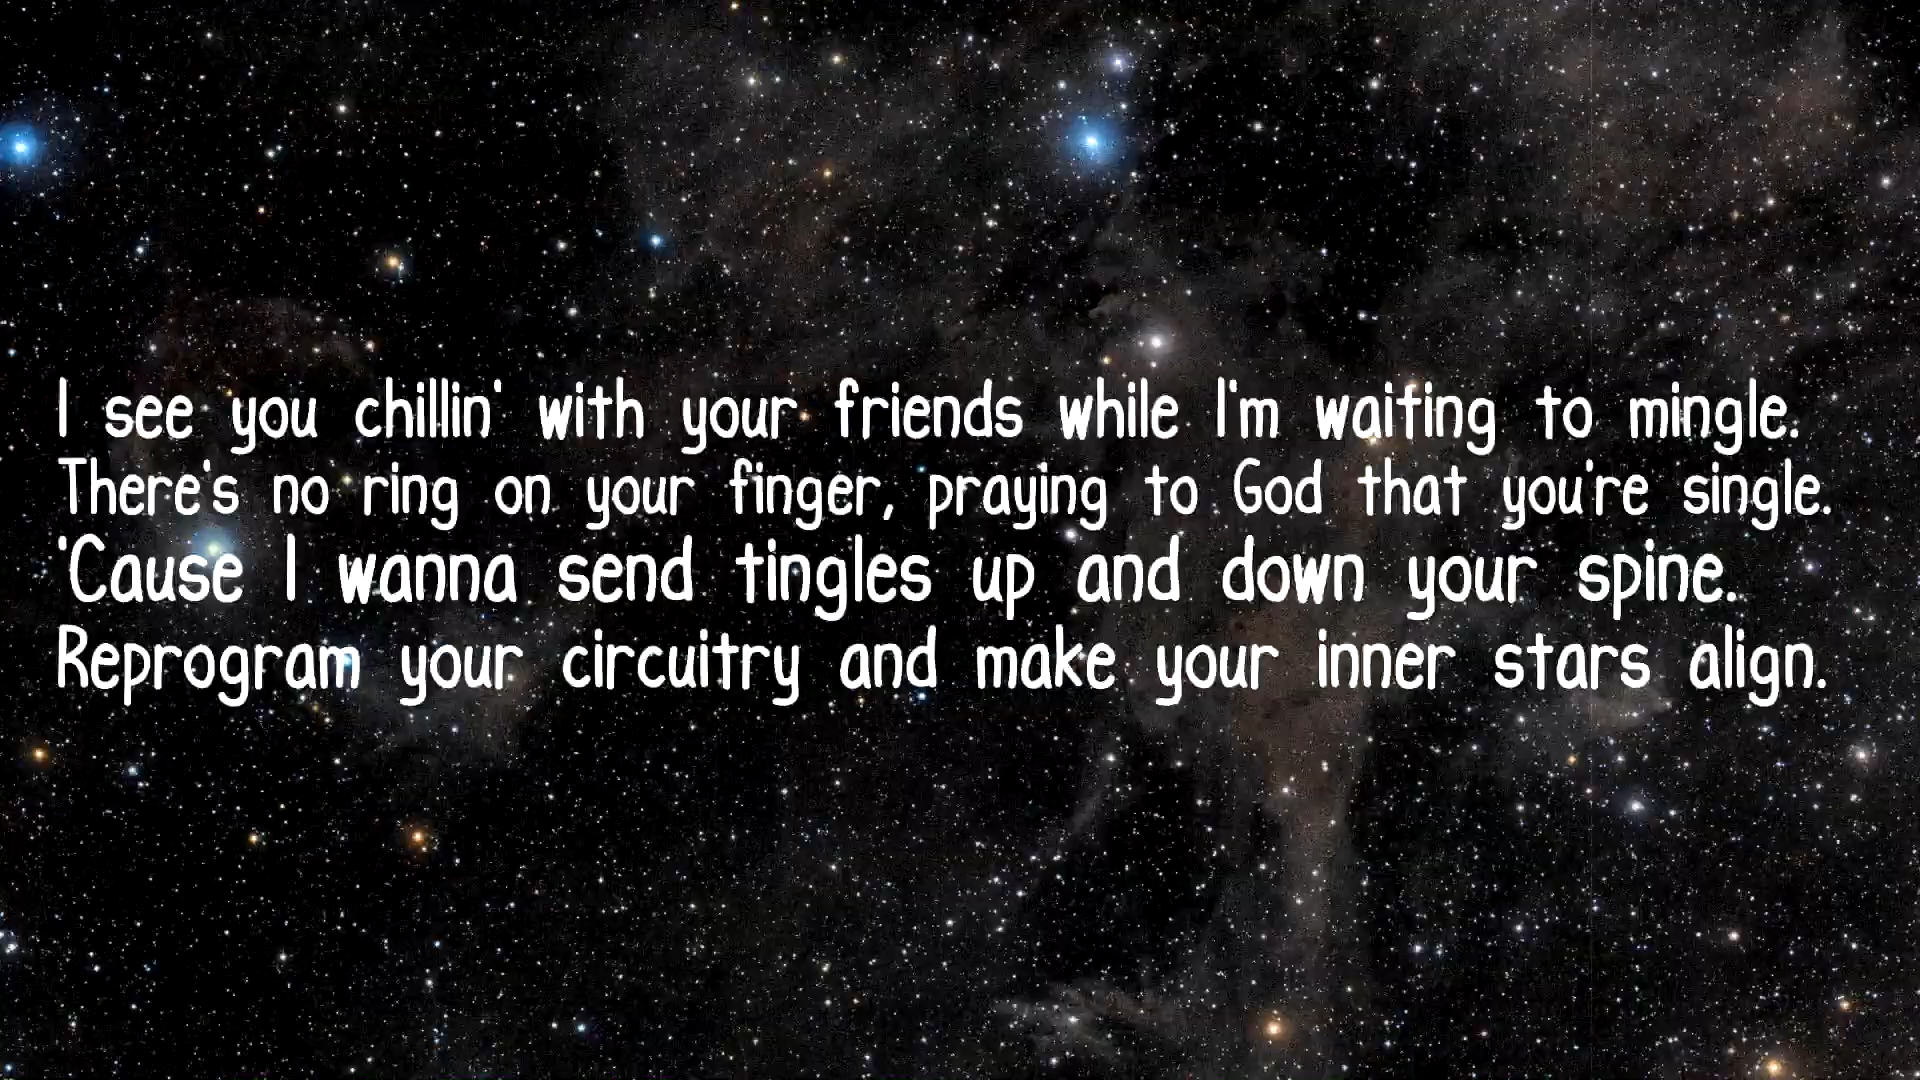 I see you chillin' with your friends while I'm waiting to mingle.
There's no ring on your finger, praying to God that you're single.
'Cause I wanna send tingles up and down your spine.
Reprogram your circuitry and make your inner stars align.